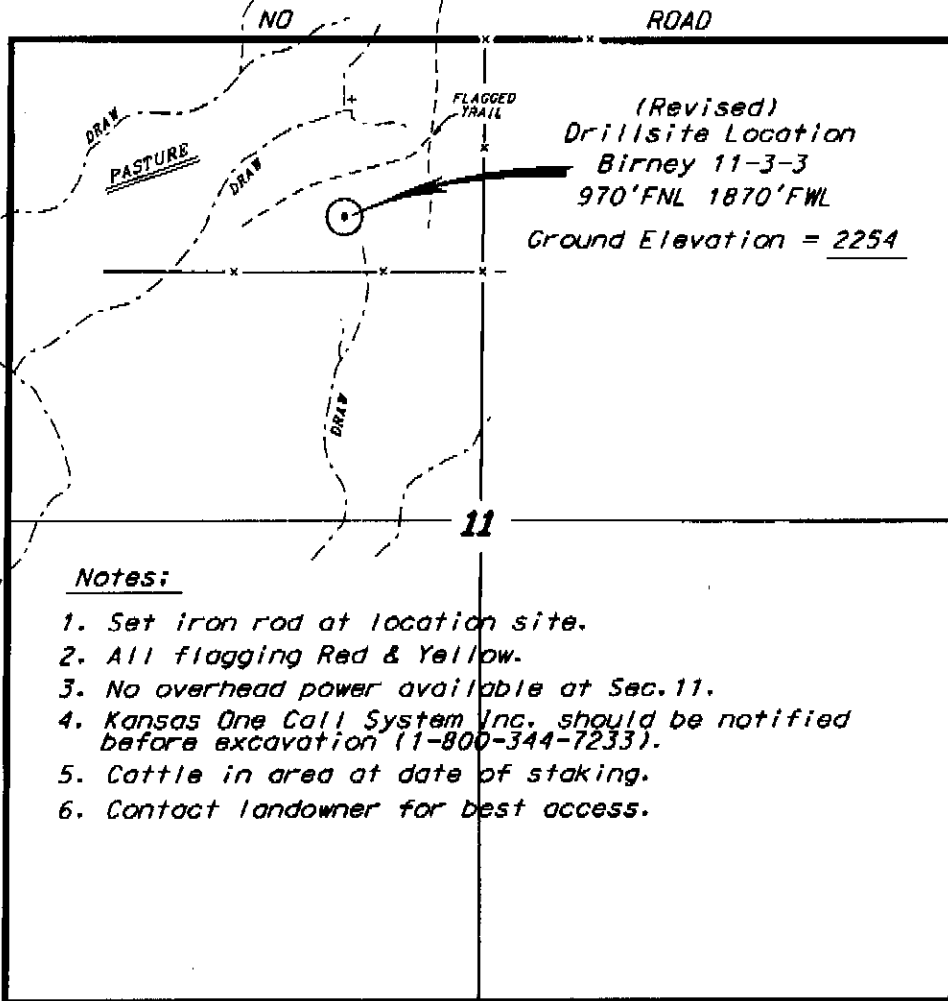 NO ROAD
FLAGGED
TRAIL
DRAW
PASTURE
DRAW
(Revised)
Drillsite Location
Birney 11-3-3
970'FNL 1870'FWL
Ground Elevation = 2254
DRAW
11
Notes:
1. Set iron rod at location site.
2. All flagging Red & Yellow.
3. No overhead power available at Sec.11.
4. Kansas One Call System Inc. should be notified
before excavation (1-800-344-7233).
5. Cattle in area at date of staking.
6. Contact landowner for best access.